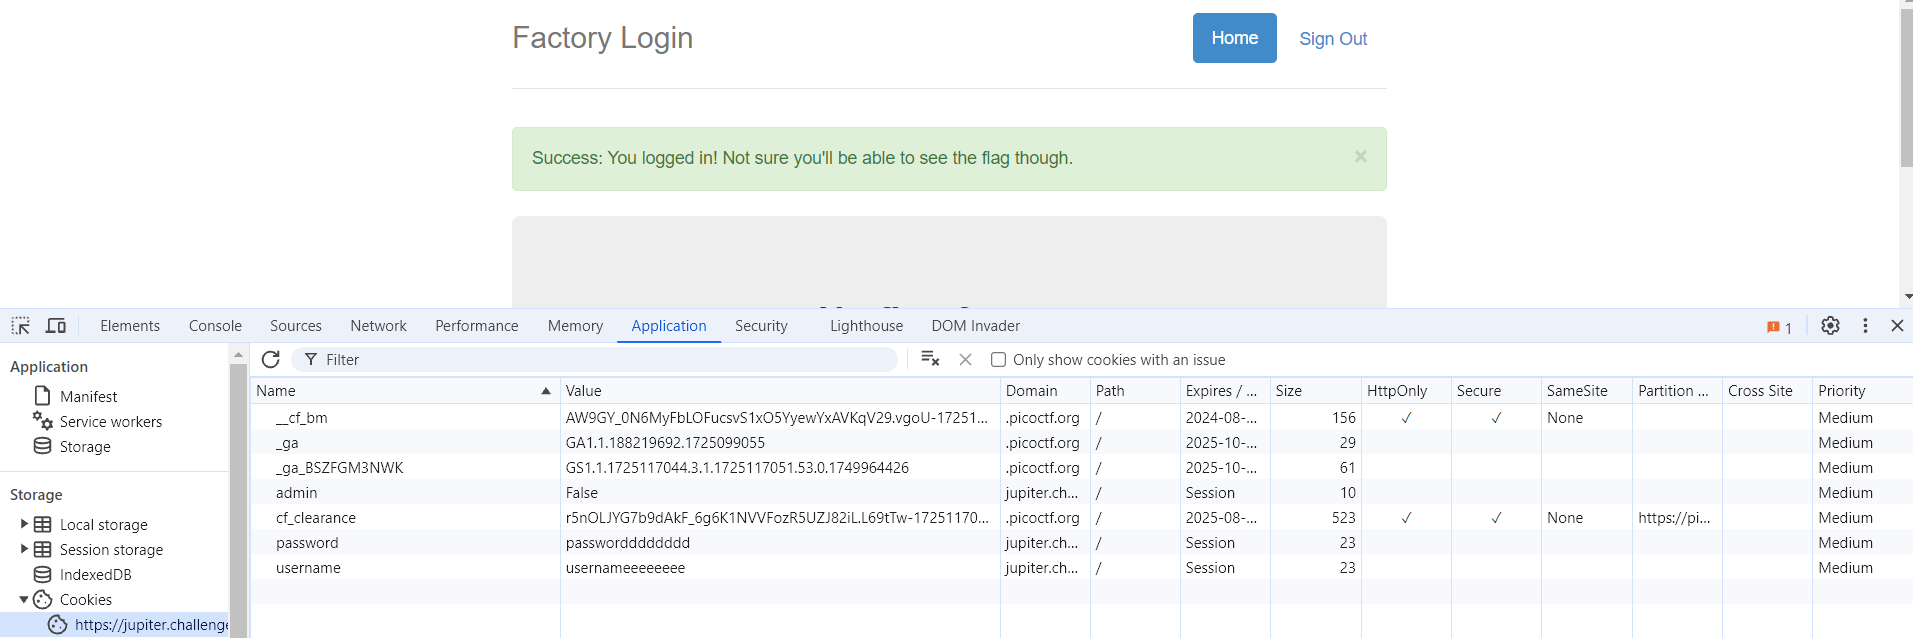 Factory Login
Home
Sign Out
Success: You logged in! Not sure you'll be able to see the flag though.
×
Elements Console Sources Network Performance Memory Application Security Lighthouse DOM Invader
1
Application
Manifest
Service workers
Storage
Storage
Local storage
Session storage
IndexedDB
Cookies
https://jupiter.challenge
Filter
Only show cookies with an issue
Name Value Domain Path Expires / ... Size HttpOnly Secure SameSite Partition ... Cross Site Priority
__cf_bm AW9GY_0N6MyFbLOFucsvS1xO5YyewYxAVKqV29.vgoU-17251... .picoctf.org / 2024-08-... 156 ✓ ✓ None Medium
_ga GA1.1.188219692.1725099055 .picoctf.org / 2025-10-... 29 Medium
_ga_BSZFGM3NWK GS1.1.1725117044.3.1.1725117051.53.0.1749964426 .picoctf.org / 2025-10-... 61 Medium
admin False jupiter.ch... / Session 10 Medium
cf_clearance r5nOLJYG7b9dAkF_6g6K1NVVFozR5UZJ82iL.L69tTw-17251170... .picoctf.org / 2025-08-... 523 ✓ ✓ None https://pi... Medium
password passworddddddddd jupiter.ch... / Session 23 Medium
username usernameeeeeeee jupiter.ch... / Session 23 Medium